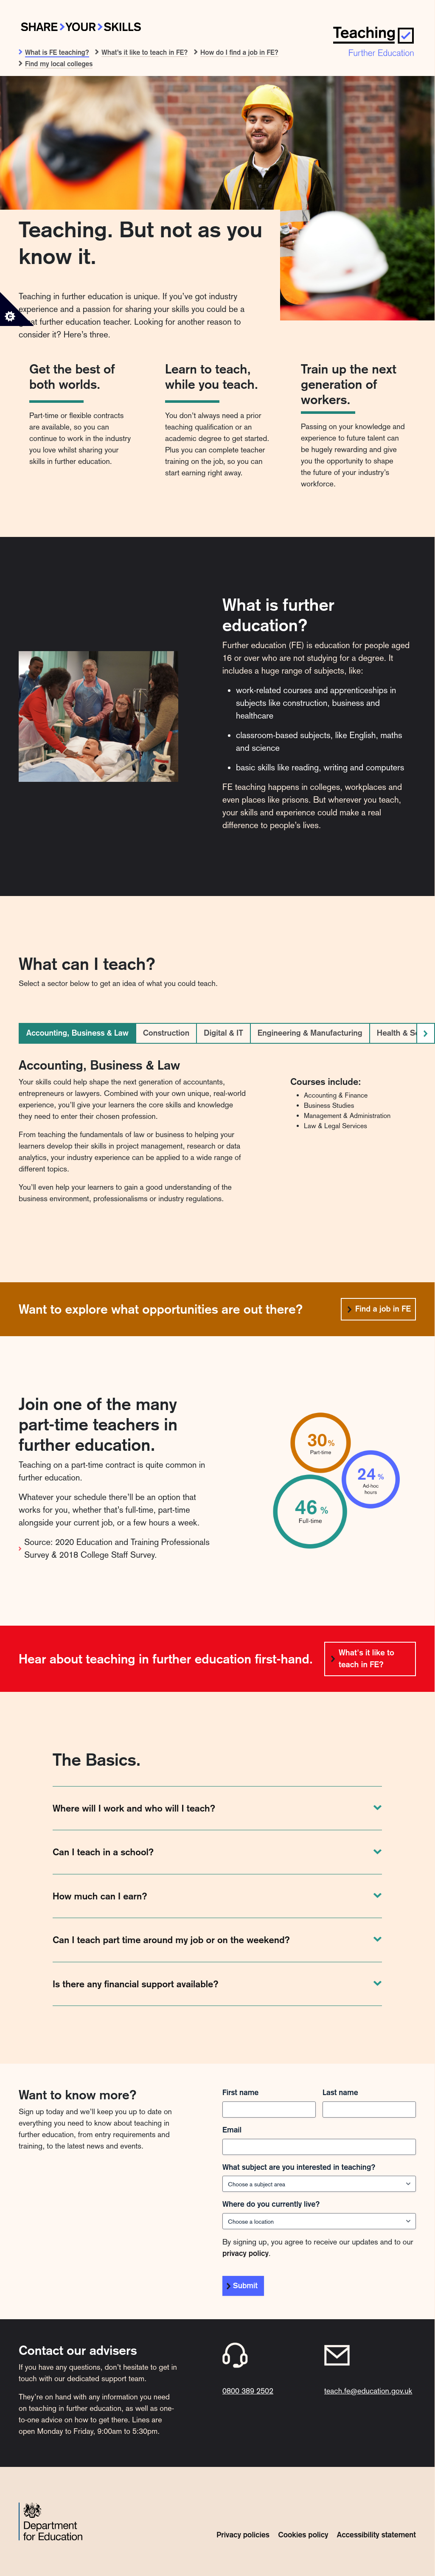 SHARE YOUR SKILLS
Teaching
Further Education
What is FE teaching? What's it like to teach in FE? How do I find a job in FE?
Find my local colleges
Teaching. But not as you
know it.
Teaching in further education is unique. If you've got industry
experience and a passion for sharing your skills you could be a
further education teacher. Looking for another reason to
consider it? Here's three.
Get the best of
both worlds.
Part-time or flexible contracts
are available, so you can
continue to work in the industry
you love whilst sharing your
skills in further education.
Learn to teach,
while you teach.
You don't always need a prior
teaching qualification or an
academic degree to get started.
Plus you can complete teacher
training on the job, so you can
start earning right away.
Train up the next
generation of
workers.
Passing on your knowledge and
experience to future talent can
be hugely rewarding and give
you the opportunity to shape
the future of your industry's
workforce.
What is further
education?
Further education (FE) is education for people aged
16 or over who are not studying for a degree. It
includes a huge range of subjects, like:
• work-related courses and apprenticeships in
subjects like construction, business and
healthcare
• classroom-based subjects, like English, maths
and science
• basic skills like reading, writing and computers
FE teaching happens in colleges, workplaces and
even places like prisons. But wherever you teach,
your skills and experience could make a real
difference to people's lives.
What can I teach?
Select a sector below to get an idea of what you could teach.
Accounting, Business & Law Construction Digital & IT Engineering & Manufacturing Health & S
Accounting, Business & Law
Your skills could help shape the next generation of accountants,
entrepreneurs or lawyers. Combined with your own unique, real-world
experience, you'll give your learners the core skills and knowledge
they need to enter their chosen profession.
From teaching the fundamentals of law or business to helping your
learners develop their skills in project management, research or data
analytics, your industry experience can be applied to a wide range of
different topics.
You'll even help your learners to gain a good understanding of the
business environment, professionalisms or industry regulations.
Courses include:
• Accounting & Finance
• Business Studies
• Management & Administration
• Law & Legal Services
Want to explore what opportunities are out there?
Find a job in FE
Join one of the many
part-time teachers in
further education.
Teaching on a part-time contract is quite common in
further education.
Whatever your schedule there'll be an option that
works for you, whether that's full-time, part-time
alongside your current job, or a few hours a week.
Source: 2020 Education and Training Professionals
Survey & 2018 College Staff Survey.
30%
Part-time
24 %
Ad-hoc
hours
46 %
Full-time
Hear about teaching in further education first-hand.
What's it like to
teach in FE?
The Basics.
Where will I work and who will I teach?
Can I teach in a school?
How much can I earn?
Can I teach part time around my job or on the weekend?
Is there any financial support available?
Want to know more?
Sign up today and we'll keep you up to date on
everything you need to know about teaching in
further education, from entry requirements and
training, to the latest news and events.
First name Last name
Email
What subject are you interested in teaching?
Choose a subject area
Where do you currently live?
Choose a location
By signing up, you agree to receive our updates and to our
privacy policy.
Submit
Contact our advisers
If you have any questions, don't hesitate to get in
touch with our dedicated support team.
They're on hand with any information you need
on teaching in further education, as well as one-
to-one advice on how to get there. Lines are
open Monday to Friday, 9:00am to 5:30pm.
0800 389 2502
teach.fe@education.gov.uk
Department
for Education
Privacy policies Cookies policy Accessibility statement